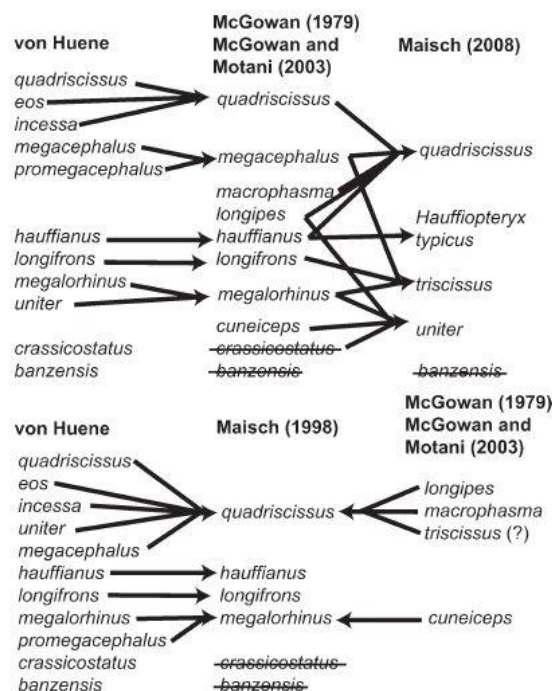 von Huene
McGowan (1979)
McGowan and
Motani (2003)
Maisch (2008)
quadriscissus
eos
incessa
megacephalus
promegacephalus
hauffianus
longifrons
megalorhinus
uniter
crassicostatus
banzensis
quadriscissus
megacephalus
macrophasma
longipes
hauffianus
longifrons
megalorhinus
cuneiceps
crassicostatus
banzensis
quadriscissus
Hauffiopteryx
typicus
triscissus
uniter
banzensis
von Huene
Maisch (1998)
McGowan (1979)
McGowan and
Motani (2003)
quadriscissus
eos
incessa
uniter
megacephalus
hauffianus
longifrons
megalorhinus
promegacephalus
crassicostatus
banzensis
quadriscissus
hauffianus
longifrons
megalorhinus
crassicostatus
banzensis
longipes
macrophasma
triscissus (?)
cuneiceps